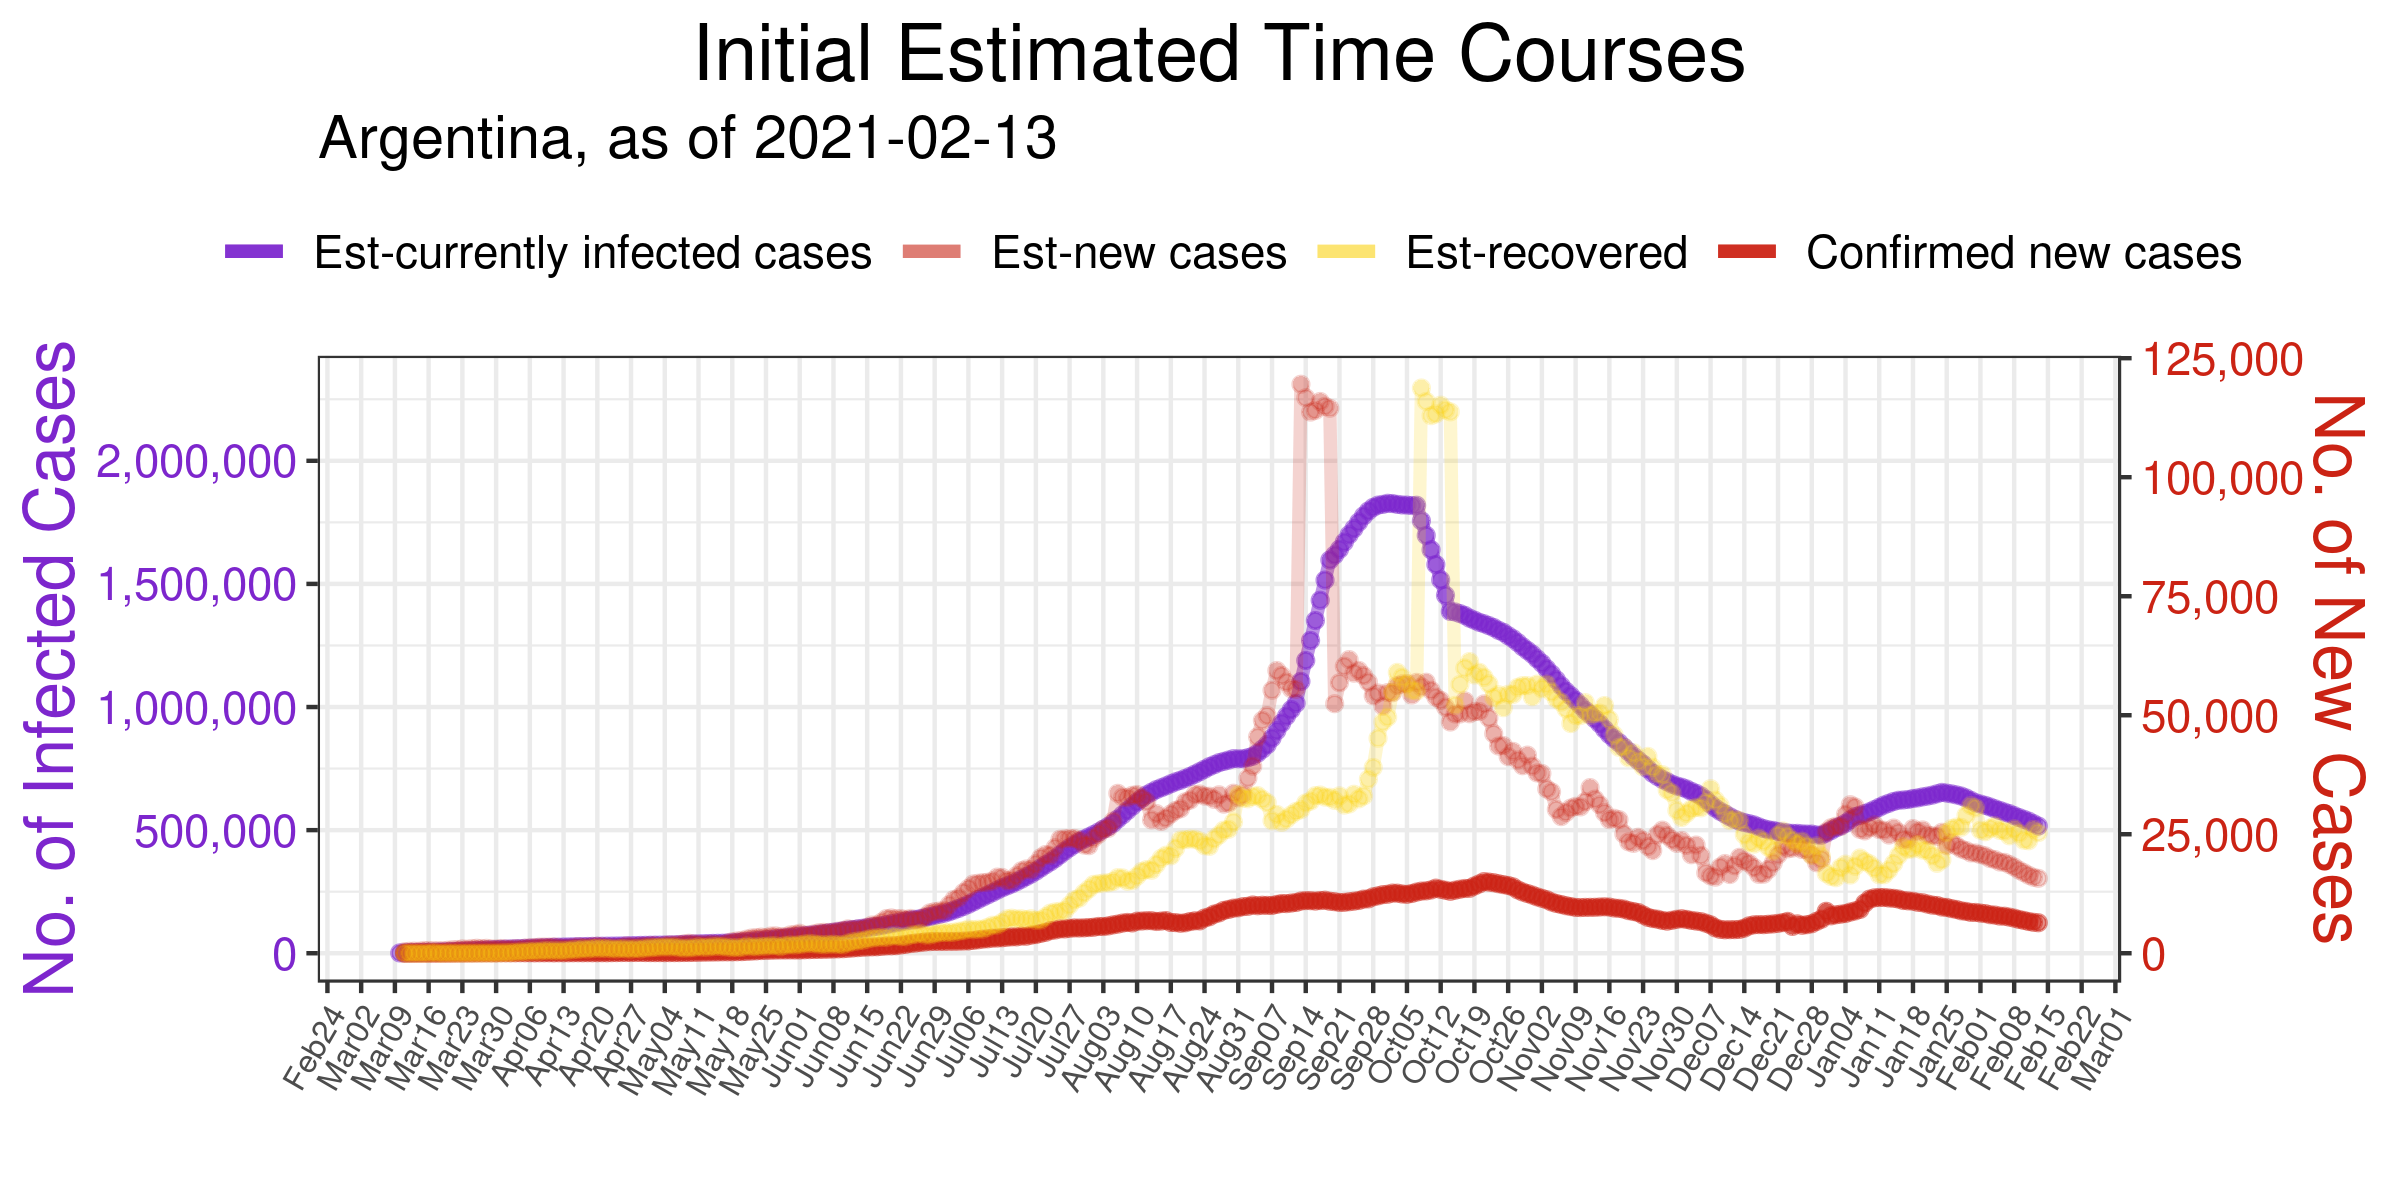 Initial Estimated Time Courses
Argentina, as of 2021-02-13
Est-currently infected cases Est-new cases Est-recovered Confirmed new cases
No. of Infected Cases
2,000,000
1,500,000
1,000,000
500,000
0
125,000
100,000
75,000
50,000
25,000
0
No. of New Cases
Feb24 Mar02 Mar09 Mar16 Mar23 Mar30 Apr06 Apr13 Apr20 Apr27 May04 May11 May18 May25 Jun01 Jun08 Jun15 Jun22 Jun29 Jul06 Jul13 Jul20 Jul27 Aug03 Aug10 Aug17 Aug24 Aug31 Sep07 Sep14 Sep21 Sep28 Oct05 Oct12 Oct19 Oct26 Nov02 Nov09 Nov16 Nov23 Nov30 Dec07 Dec14 Dec21 Dec28 Jan04 Jan11 Jan18 Jan25 Feb01 Feb08 Feb15 Feb22 Mar01